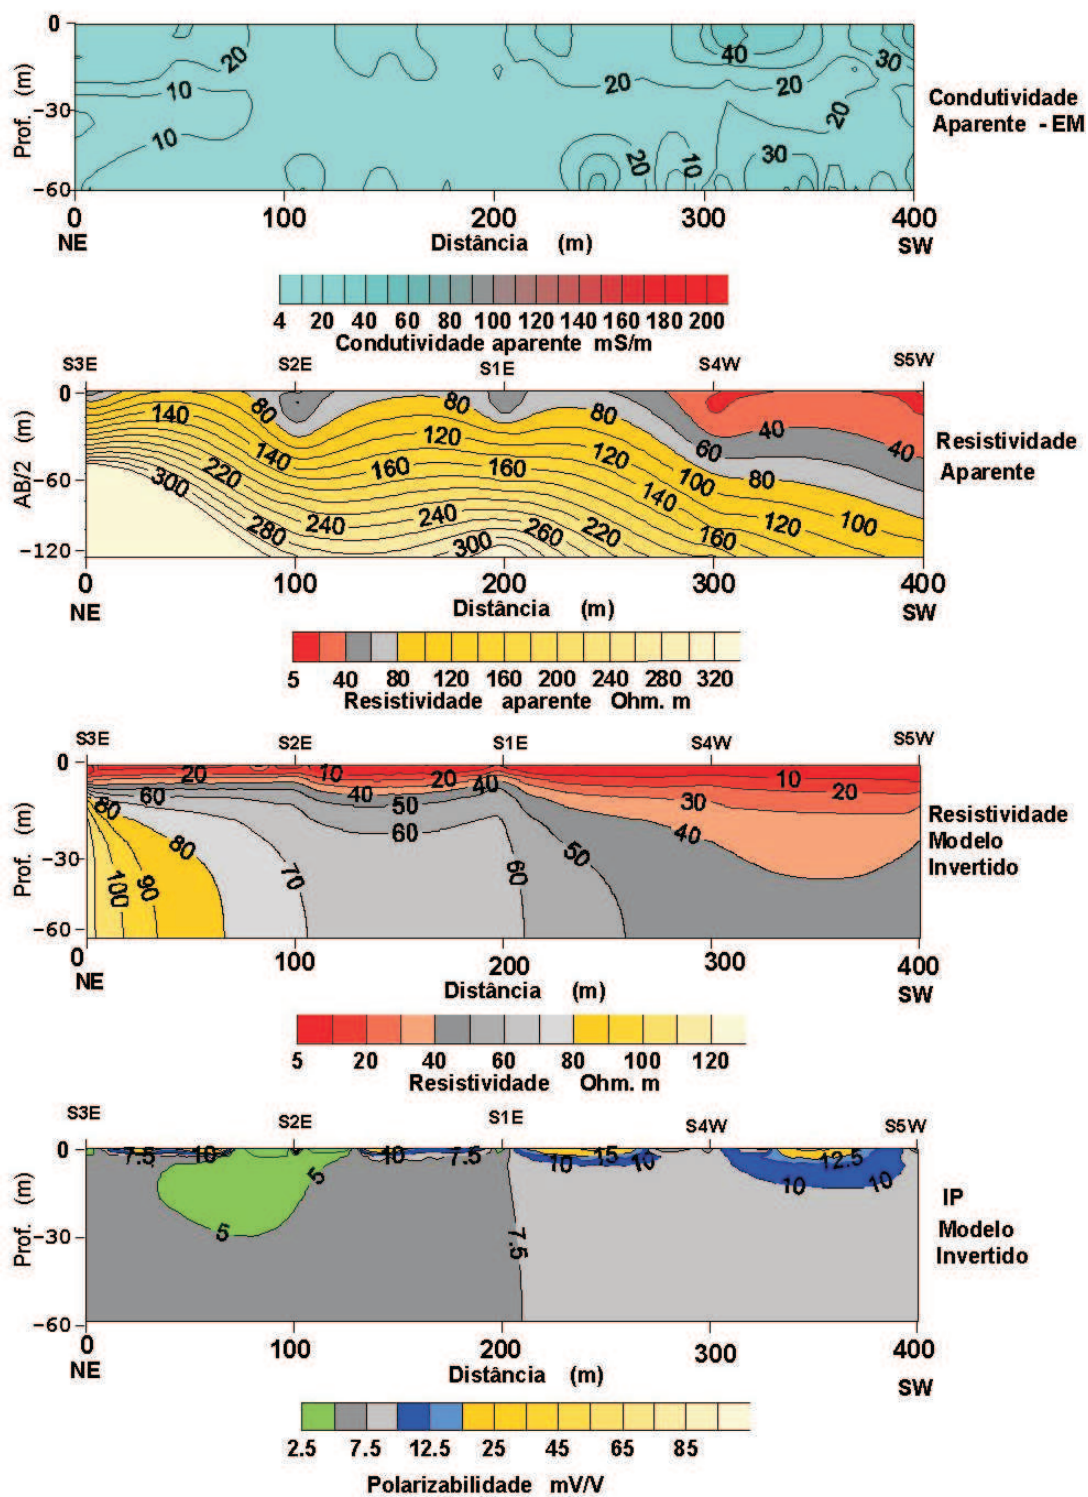 0
20
10
10
20
10
20
40
20
30
20
30
Prof. (m)
−30
−60
Condutividade
Aparente - EM
0 100 200 300 400
NE Distância (m) SW
4 20 40 60 80 100 120 140 160 180 200
Condutividade aparente mS/m
S3E S2E S1E S4W S5W
0
AB/2 (m)
−60
−120
140 80 80 80 40 40
140 120 120 60
220 160 160 100 80
300 140 120 100
280 240 240 300 260 220 160
Resistividade
Aparente
0 100 200 300 400
NE Distância (m) SW
5 40 80 120 160 200 240 280 320
Resistividade aparente Ohm. m
S3E S2E S1E S4W S5W
0
Prof. (m)
−30
−60
20 10 20 40 10
60 40 50 30 20
80 80 60 50 40
100 90 70 60
Resistividade
Modelo
Invertido
0 100 200 300 400
NE Distância (m) SW
5 20 40 60 80 100 120
Resistividade Ohm. m
S3E S2E S1E S4W S5W
0
Prof. (m)
−30
−60
7.5 10 10 7.5 10 15 10 12.5
5 5 7.5 10 10
IP
Modelo
Invertido
0 100 200 300 400
NE Distância (m) SW
2.5 7.5 12.5 25 45 65 85
Polarizabilidade mV/V